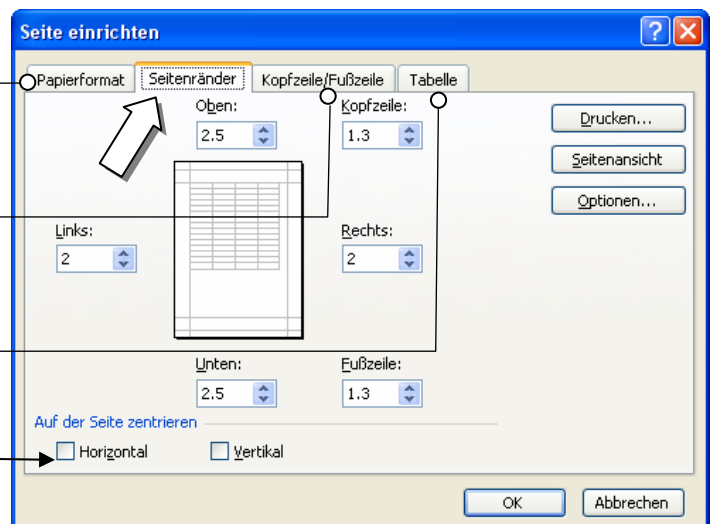 Seite einrichten
Papierformat Seitenränder Kopfzeile/Fußzeile Tabelle
Oben: Kopfzeile:
2.5 1.3
Drucken...
Seitenansicht
Optionen...
Links: Rechts:
2 2
Unten: Fußzeile:
2.5 1.3
Auf der Seite zentrieren
Horizontal Vertikal
OK Abbrechen